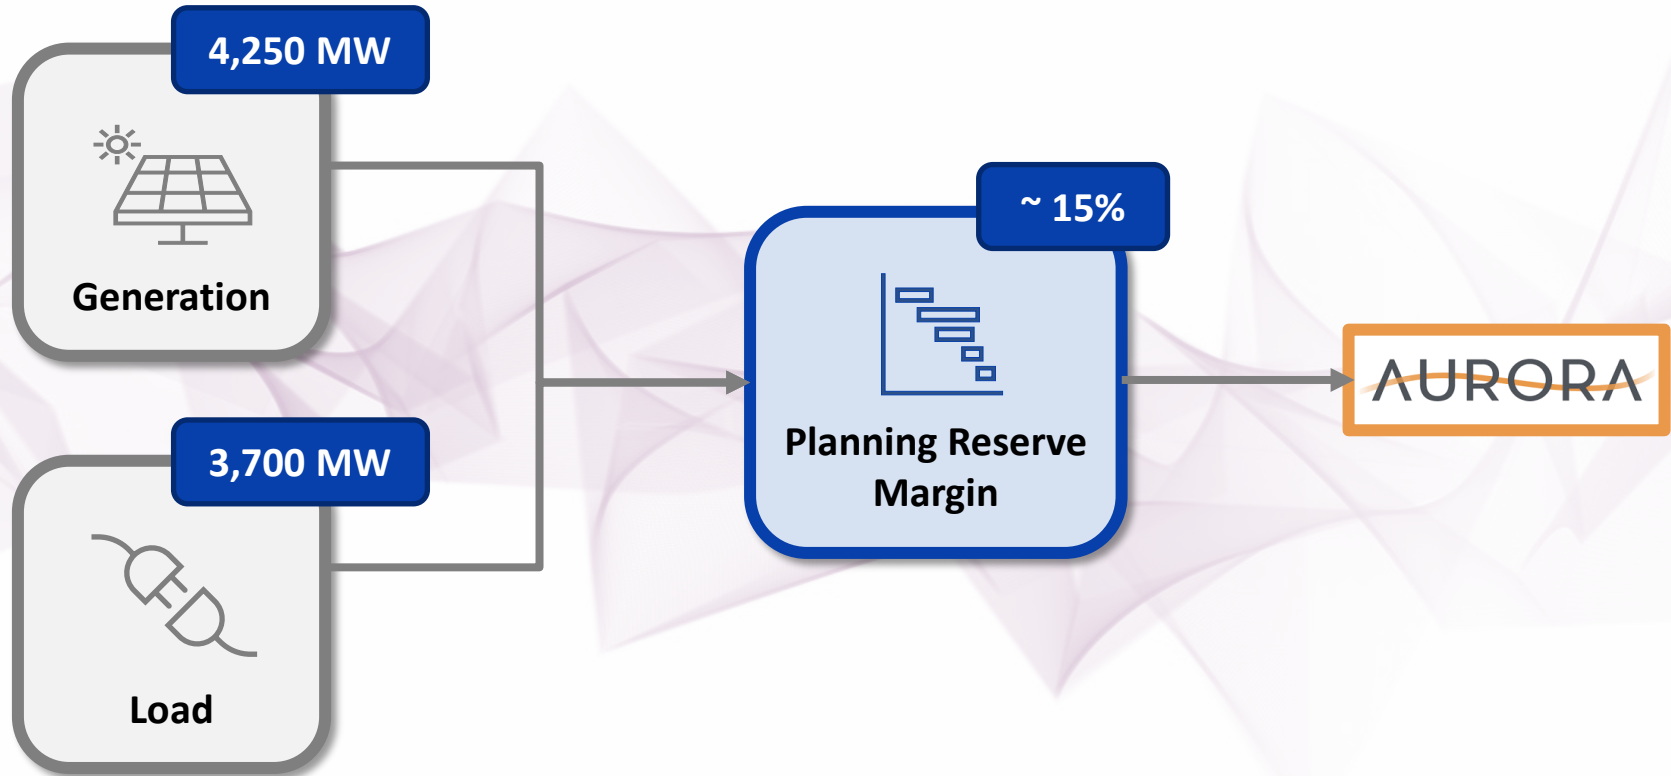 4,250 MW
Generation
3,700 MW
Load
~ 15%
Planning Reserve
Margin
AURORA